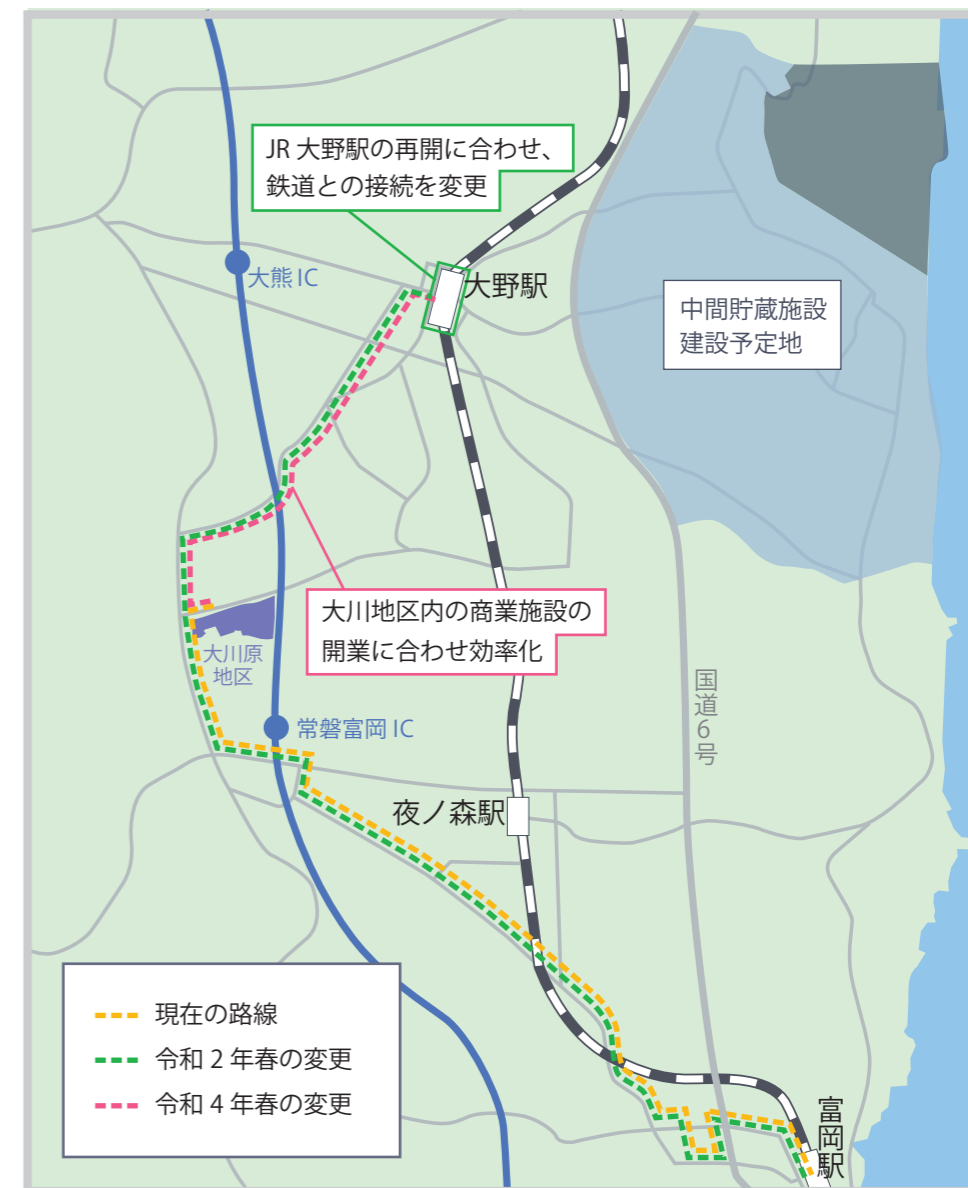 JR 大野駅の再開に合わせ、
鉄道との接続を変更
大熊 IC
大野駅
中間貯蔵施設
建設予定地
大川地区内の商業施設の
開業に合わせ効率化
大川原
地区
国道6号
常磐富岡 IC
夜ノ森駅
現在の路線
令和 2 年春の変更
令和 4 年春の変更
富岡駅